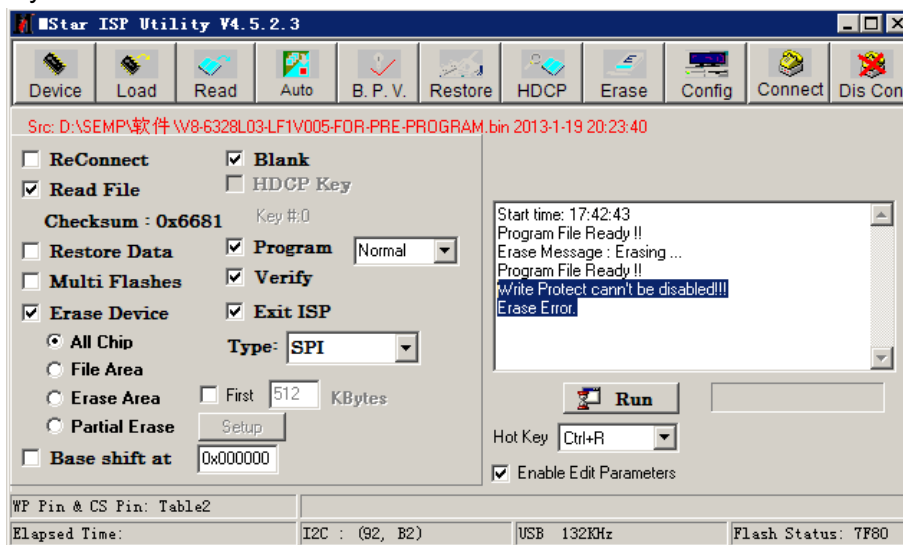 MStar ISP Utility V4.5.2.3
Device Load Read Auto B.P.V. Restore HDCP Erase Config Connect Dis Con
Src: D:\SEMP\软件\V8-6328L03-LF1V005-FOR-PRE-PROGRAM.bin 2013-1-19 20:23:40
ReConnect
Blank
Read File
HDCP Key
Checksum : 0x6681
Key #:0
Restore Data
Program
Normal
Multi Flashes
Verify
Erase Device
Exit ISP
All Chip
Type: SPI
File Area
Erase Area
First 512 KBytes
Partial Erase
Setup
Base shift at 0x000000
Start time: 17:42:43
Program File Ready !!
Erase Message : Erasing ...
Program File Ready !!
Write Protect cann't be disabled!!!
Erase Error.
Run
Hot Key Ctrl+R
Enable Edit Parameters
WP Pin & CS Pin: Table2
Elapsed Time: I2C : (92, B2) USB 132KHz Flash Status: 7F80